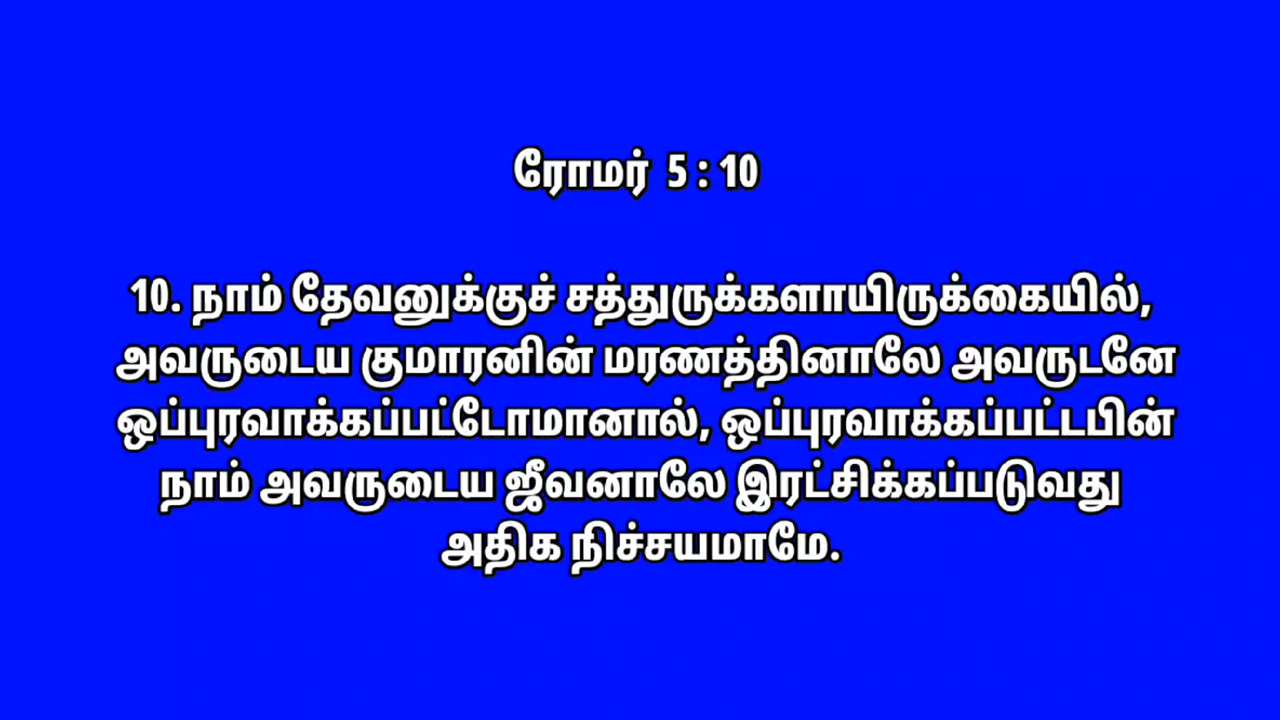 ரோமர் 5 : 10
10. நாம் தேவனுக்குச் சத்துருக்களாயிருக்கையில்,
அவருடைய குமாரனின் மரணத்தினாலே அவருடனே
ஒப்புரவாக்கப்பட்டோமானால், ஒப்புரவாக்கப்பட்டபின்
நாம் அவருடைய ஜீவனாலே இரட்சிக்கப்படுவது
அதிக நிச்சயமாமே.